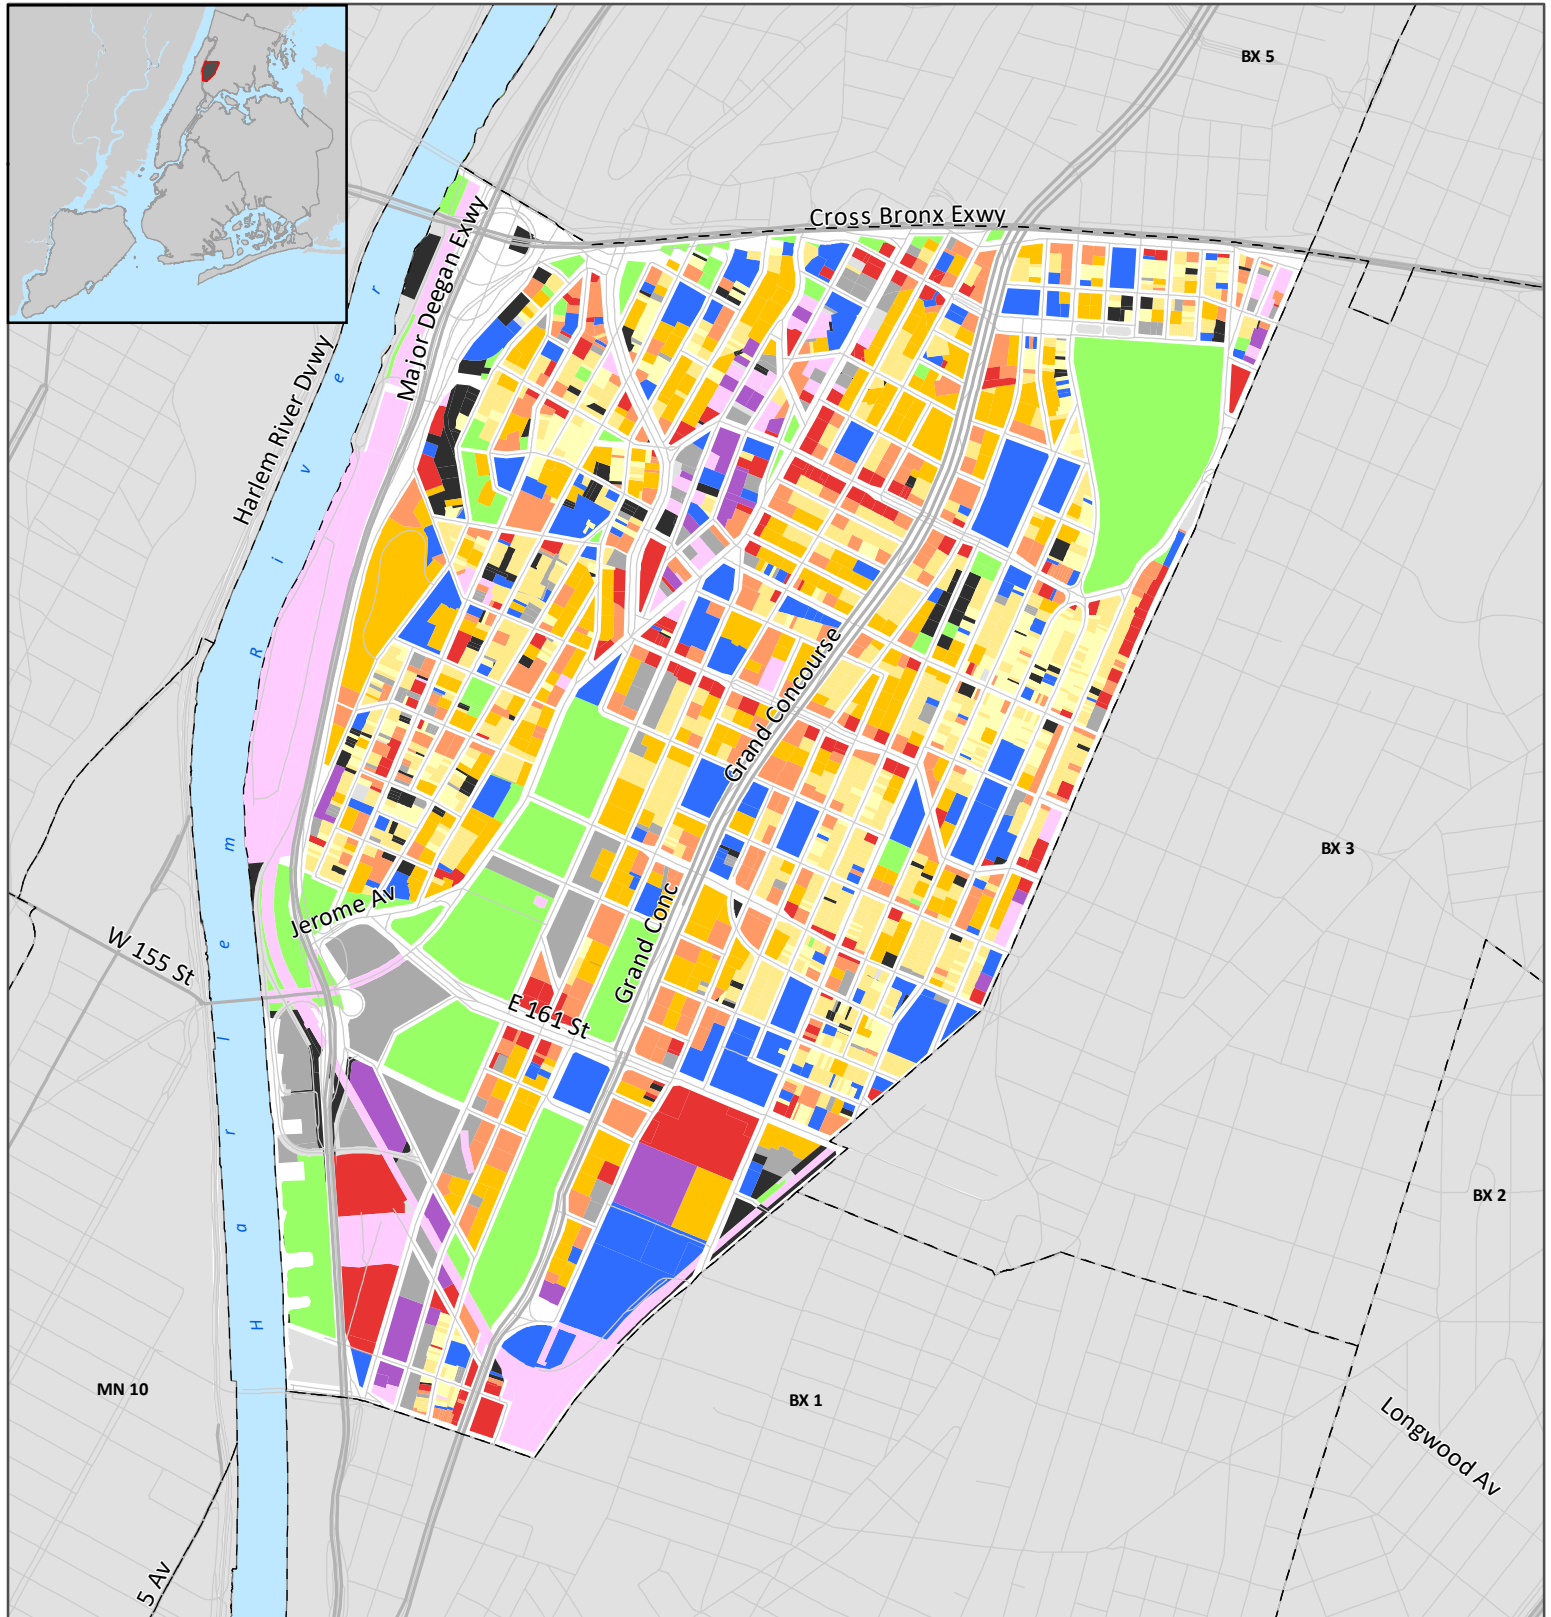 BX 5
Cross Bronx Exwy
Major Deegan Exwy
Harlem River Dvwy
Harlem River
Grand Concourse
BX 3
Grand Conc
Jerome Av
W 155 St
E 161 St
BX 2
MN 10
BX 1
Longwood Av
5 Av